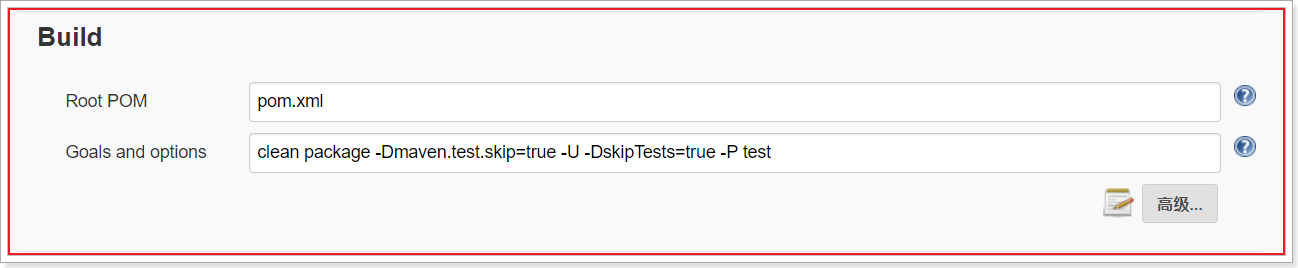 Build
Root POM
pom.xml
Goals and options
clean package -Dmaven.test.skip=true -U -DskipTests=true -P test
高级...